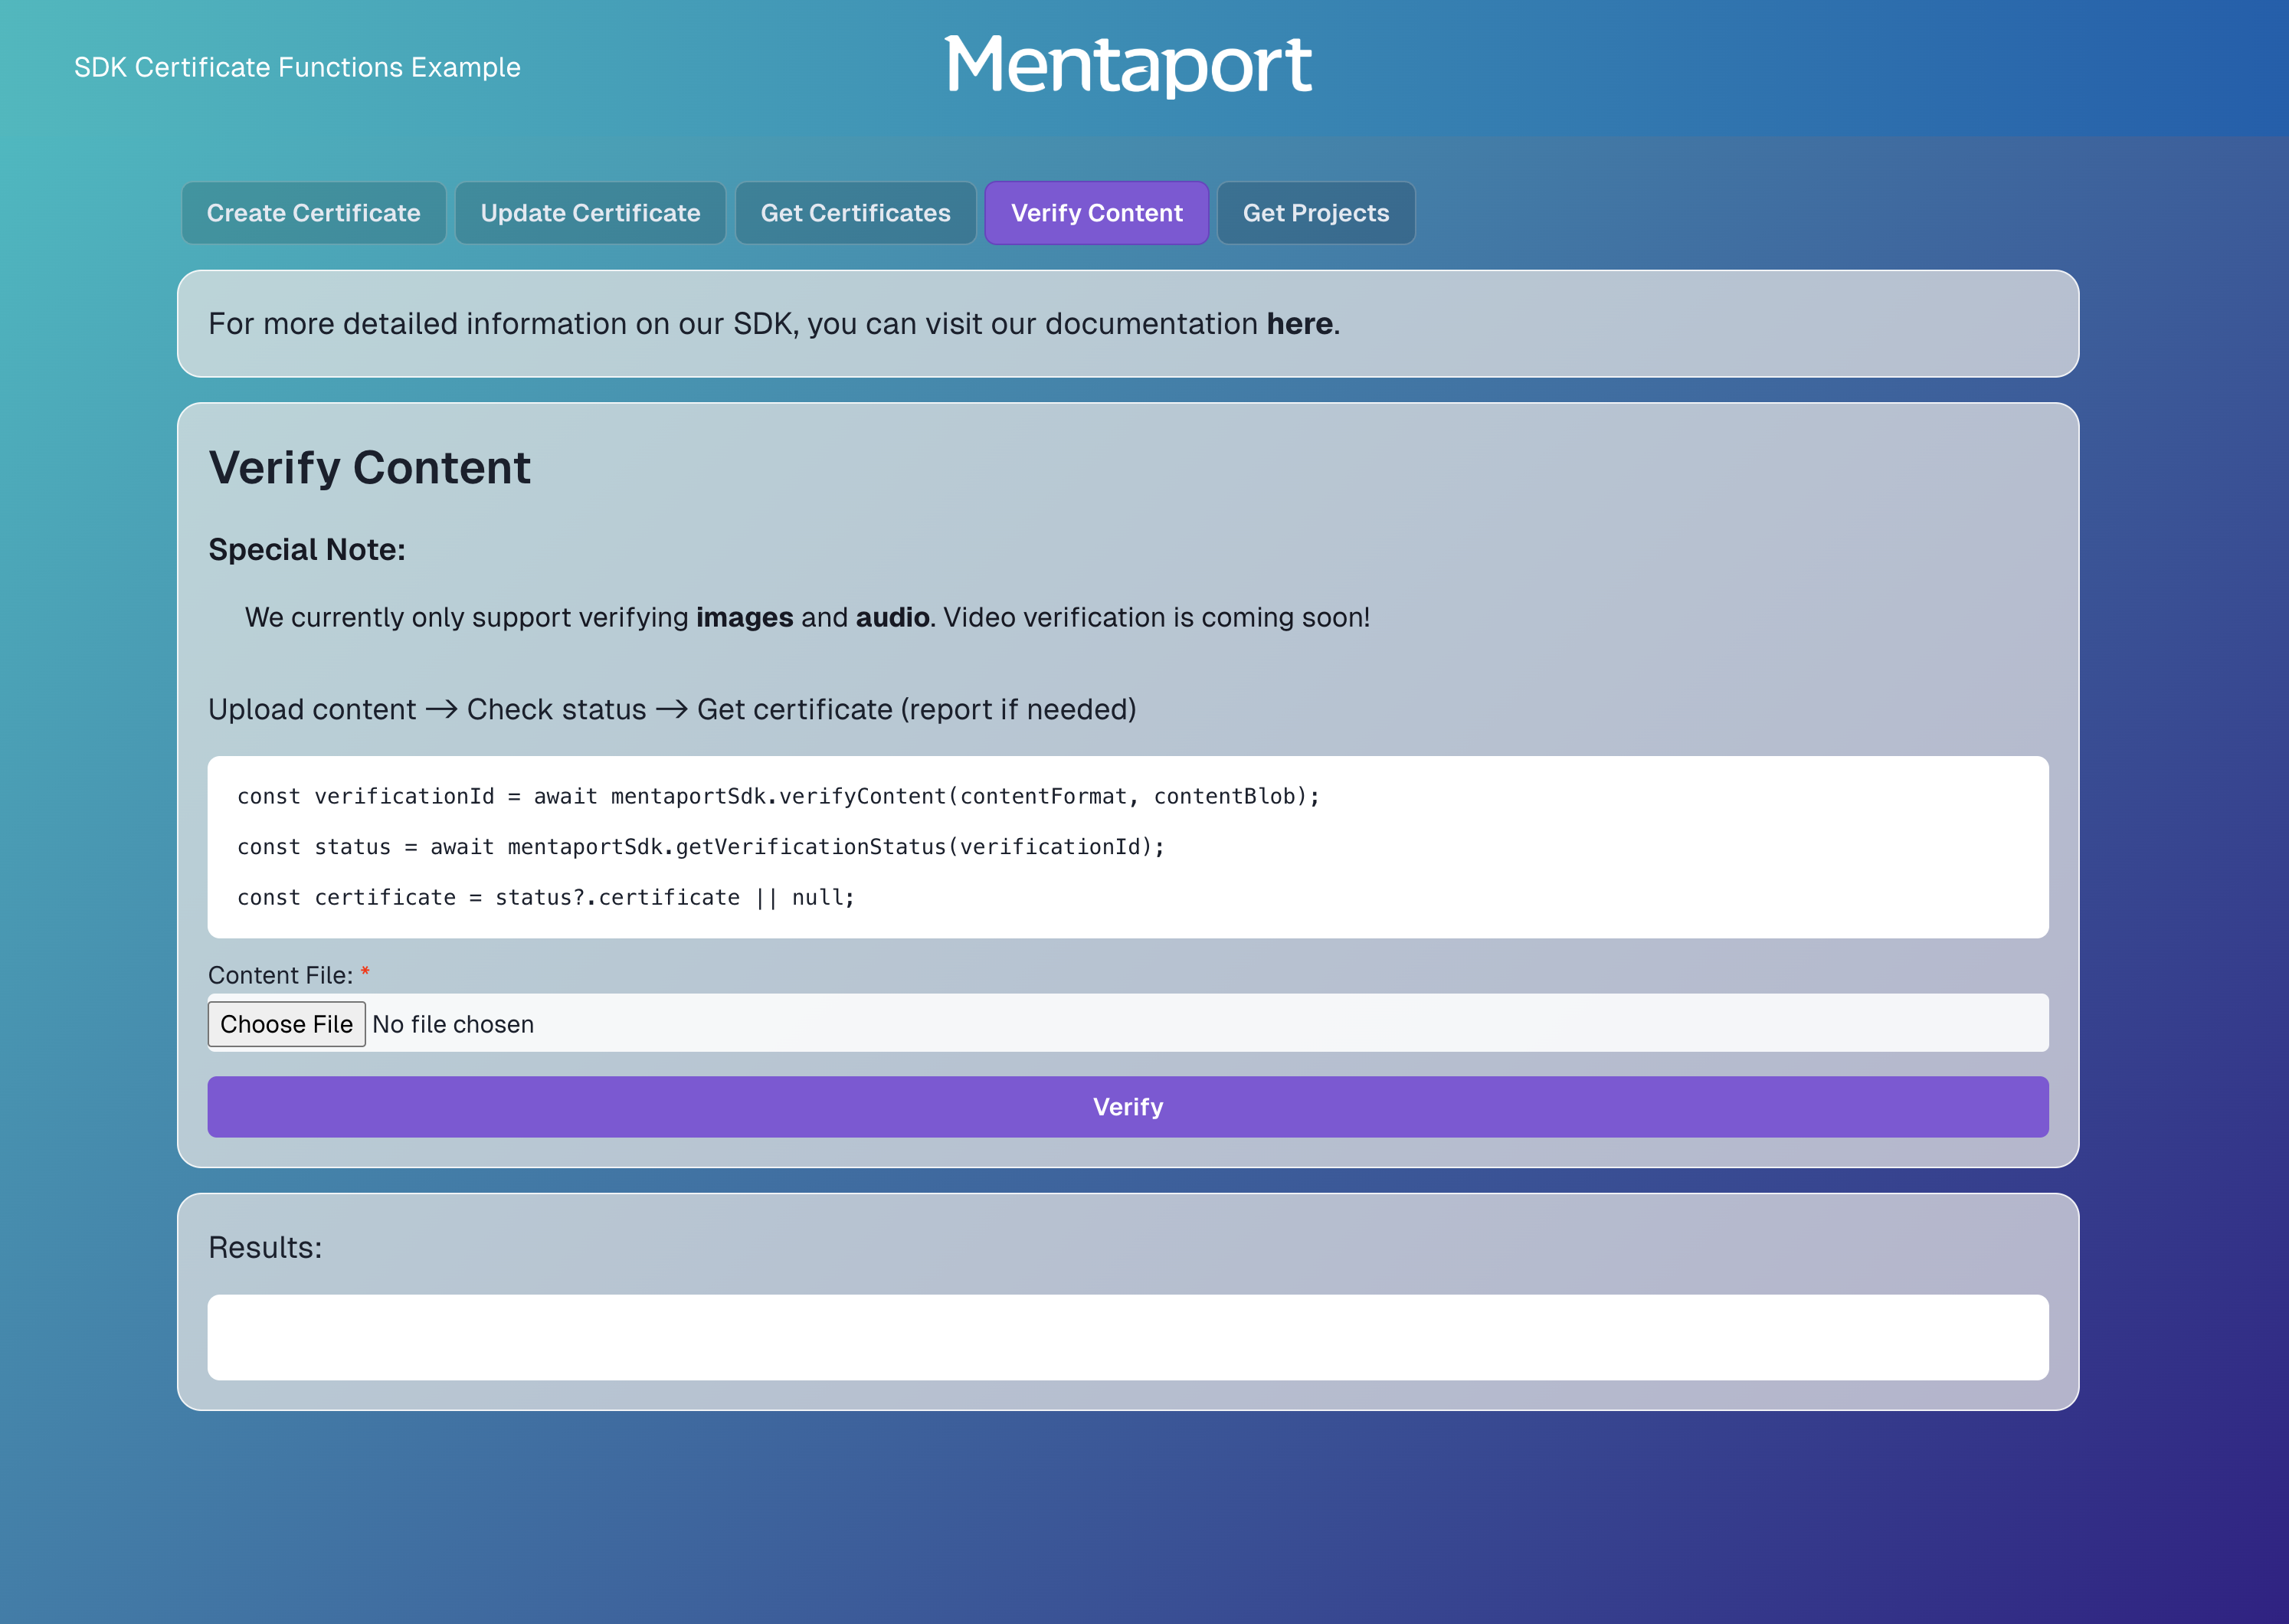 SDK Certificate Functions Example
Mentaport
Create Certificate
Update Certificate
Get Certificates
Verify Content
Get Projects
For more detailed information on our SDK, you can visit our documentation here.
Verify Content
Special Note:
We currently only support verifying images and audio. Video verification is coming soon!
Upload content → Check status → Get certificate (report if needed)
const verificationId = await mentaportSdk.verifyContent(contentFormat, contentBlob);
const status = await mentaportSdk.getVerificationStatus(verificationId);
const certificate = status?.certificate || null;
Content File: *
Choose File No file chosen
Verify
Results: